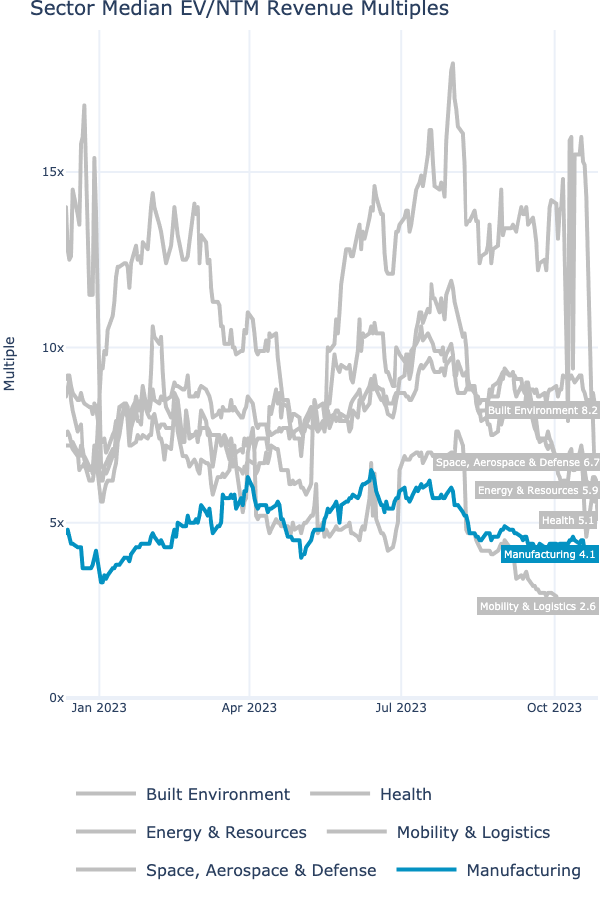 Sector Median EV/NTM Revenue Multiples
Multiple
15x
10x
5x
0x
Built Environment 8.2
Space, Aerospace & Defense 6.7
Energy & Resources 5.9
Health 5.1
Manufacturing 4.1
Mobility & Logistics 2.6
Jan 2023
Apr 2023
Jul 2023
Oct 2023
Built Environment
Health
Energy & Resources
Mobility & Logistics
Space, Aerospace & Defense
Manufacturing